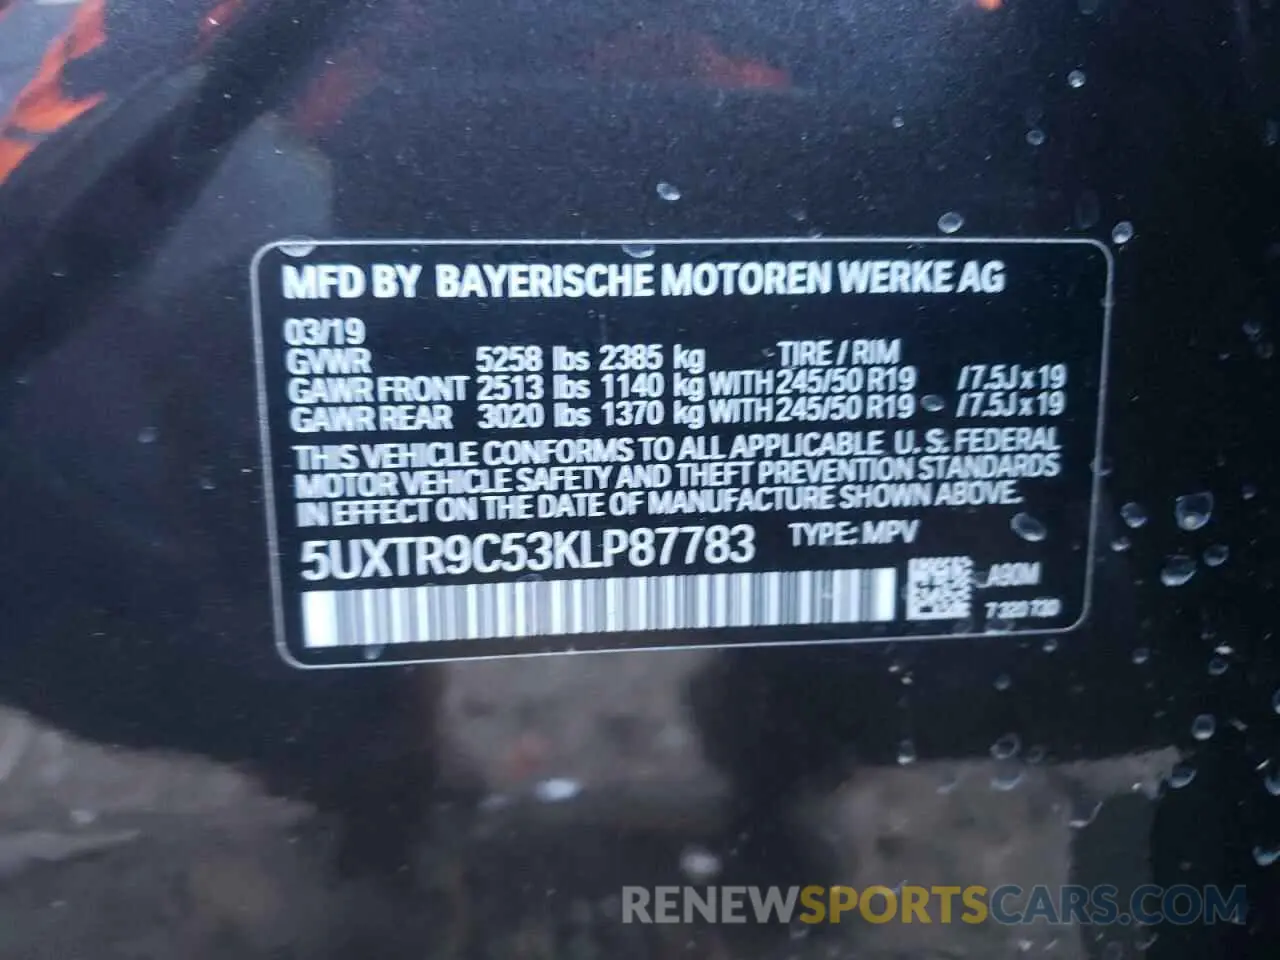 MFD BY BAYERISCHE MOTOREN WERKE AG
03/19
GVWR 5258 lbs 2385 kg TIRE / RIM
GAWR FRONT 2513 lbs 1140 kg WITH 245/50 R19 /7.5J x 19
GAWR REAR 3020 lbs 1370 kg WITH 245/50 R19 /7.5J x 19
THIS VEHICLE CONFORMS TO ALL APPLICABLE U.S. FEDERAL
MOTOR VEHICLE SAFETY AND THEFT PREVENTION STANDARDS
IN EFFECT ON THE DATE OF MANUFACTURE SHOWN ABOVE.
5UXTR9C53KLP87783 TYPE: MPV
A90M
7 320 730
RENEWSPORTSCARS.COM